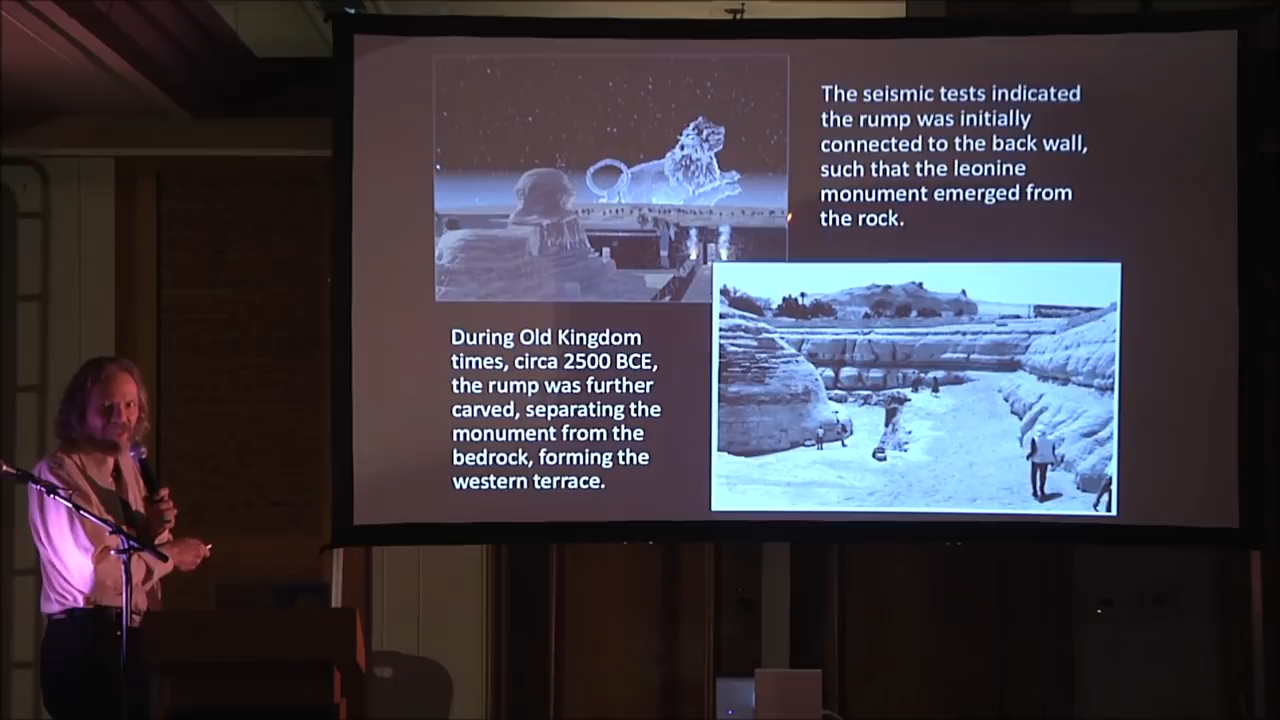 The seismic tests indicated
the rump was initially
connected to the back wall,
such that the leonine
monument emerged from
the rock.
During Old Kingdom
times, circa 2500 BCE,
the rump was further
carved, separating the
monument from the
bedrock, forming the
western terrace.